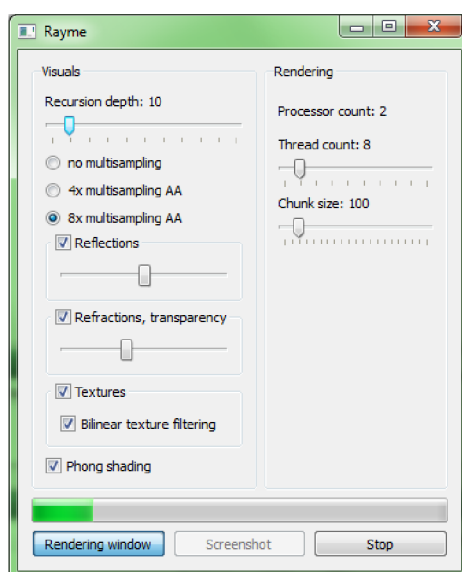 Rayme
Visuals
Recursion depth: 10
no multisampling
4x multisampling AA
8x multisampling AA
Reflections
Refractions, transparency
Textures
Bilinear texture filtering
Phong shading
Rendering
Processor count: 2
Thread count: 8
Chunk size: 100
Rendering window
Screenshot
Stop